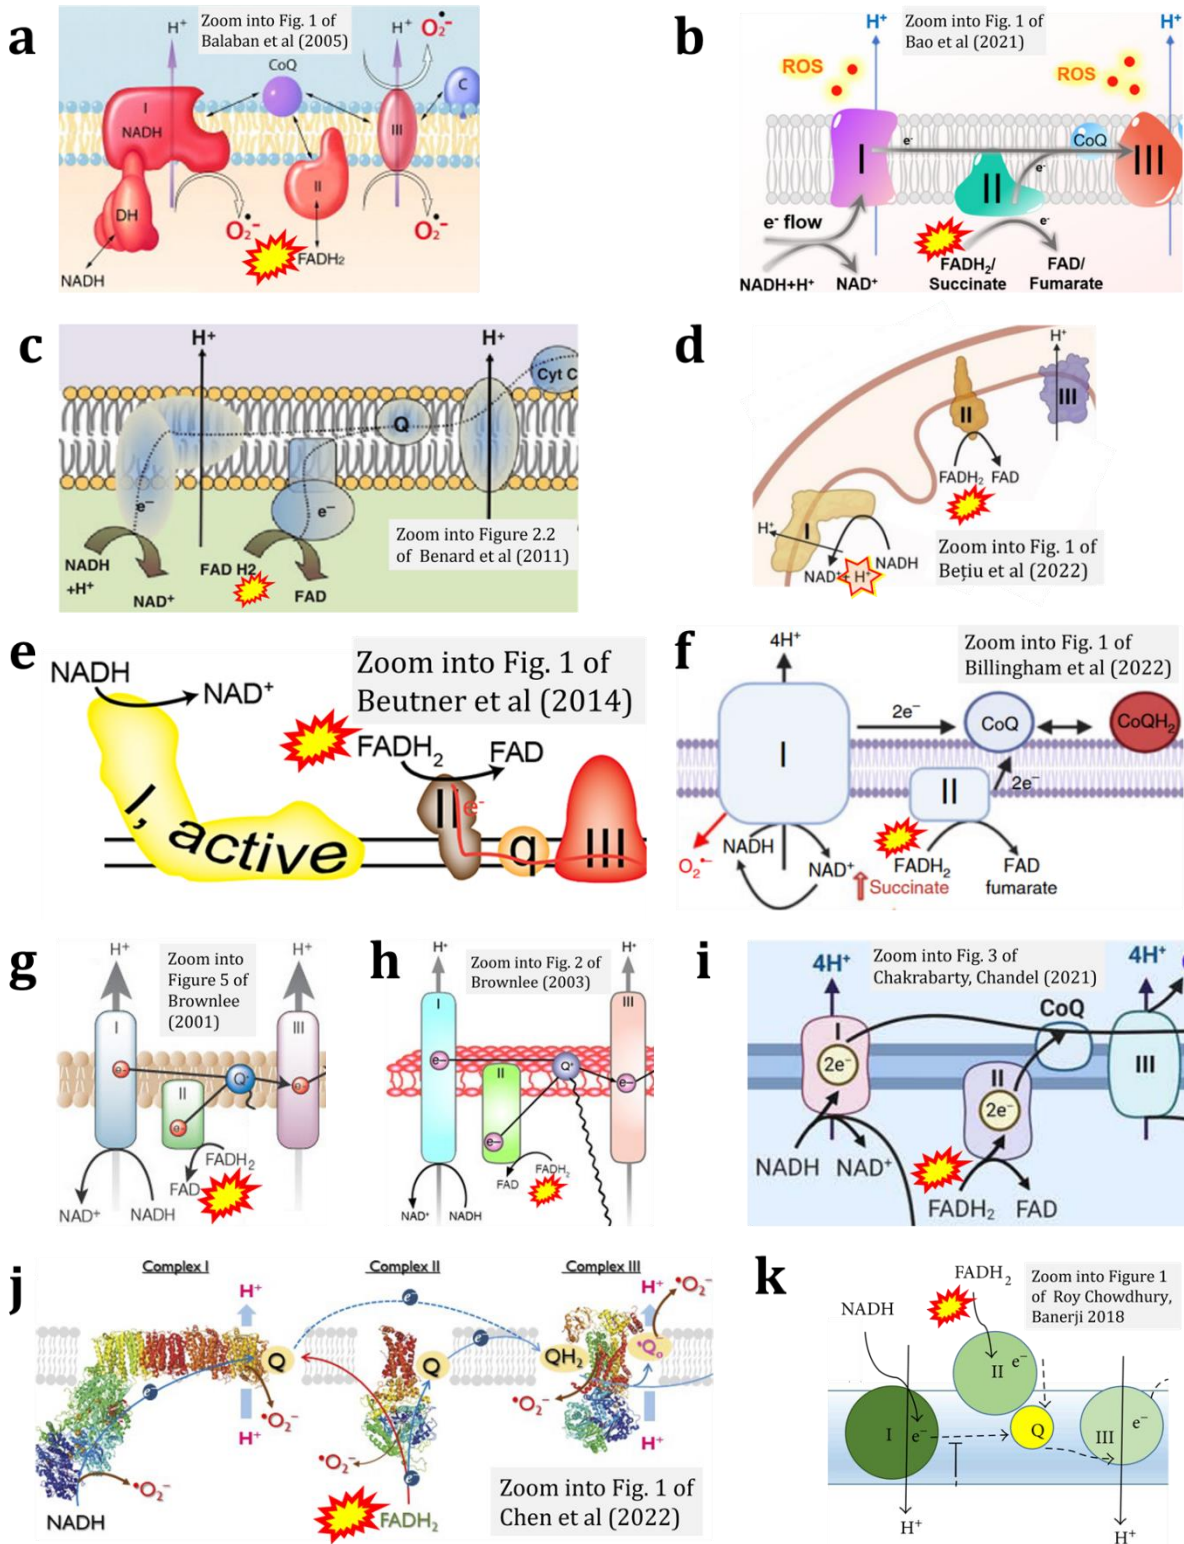 a
Zoom into Fig. 1 of
Balaban et al (2005)
H⁺
H⁺
O₂•⁻
CoQ
C
I
NADH
III
II
DH
O₂•⁻
O₂•⁻
FADH₂
NADH
b
Zoom into Fig. 1 of
Bao et al (2021)
H⁺
H⁺
ROS
ROS
e⁻
CoQ
I
II
III
e⁻
e⁻ flow
e⁻
NADH+H⁺
NAD⁺
FADH₂/
Succinate
FAD/
Fumarate
c
H+
H+
Cyt C
Q
e⁻
e⁻
Zoom into Figure 2.2
of Benard et al (2011)
NADH
+H⁺
NAD⁺
FAD H2
FAD
d
H⁺
III
II
FADH₂ FAD
I
H⁺
NADH
NAD⁺+ H⁺
Zoom into Fig. 1 of
Bețiu et al (2022)
e
NADH
NAD⁺
Zoom into Fig. 1 of
Beutner et al (2014)
FADH₂
FAD
I, active
II
e⁻
q
III
f
4H⁺
Zoom into Fig. 1 of
Billingham et al (2022)
2e⁻
CoQ
CoQH₂
I
II
2e⁻
O₂•⁻
NADH
NAD⁺
FADH₂
Succinate
FAD
fumarate
g
H⁺
Zoom into
Figure 5 of
Brownlee
(2001)
H⁺
I
III
e–
Q•
e–
II
e–
FADH₂
FAD
NAD⁺
NADH
h
H⁺
Zoom into Fig. 2 of
Brownlee (2003)
H⁺
I
III
e–
II
Q•
e–
e–
FADH₂
FAD
NAD⁺
NADH
i
4H⁺
Zoom into Fig. 3 of
Chakrabarty, Chandel (2021)
4H⁺
CoQ
I
2e⁻
II
2e⁻
III
NADH
NAD⁺
FADH₂
FAD
j
Complex I
Complex II
Complex III
H⁺
e⁻
H⁺
•O₂⁻
Q
e⁻
Q
QH₂
•Q₀
e⁻
•O₂⁻
•O₂⁻
H⁺
•O₂⁻
H⁺
e⁻
•O₂⁻
NADH
FADH₂
Zoom into Fig. 1 of
Chen et al (2022)
k
FADH₂
Zoom into Figure 1
of Roy Chowdhury,
Banerji 2018
NADH
e⁻
II
I
e⁻
Q
III
e⁻
H⁺
H⁺